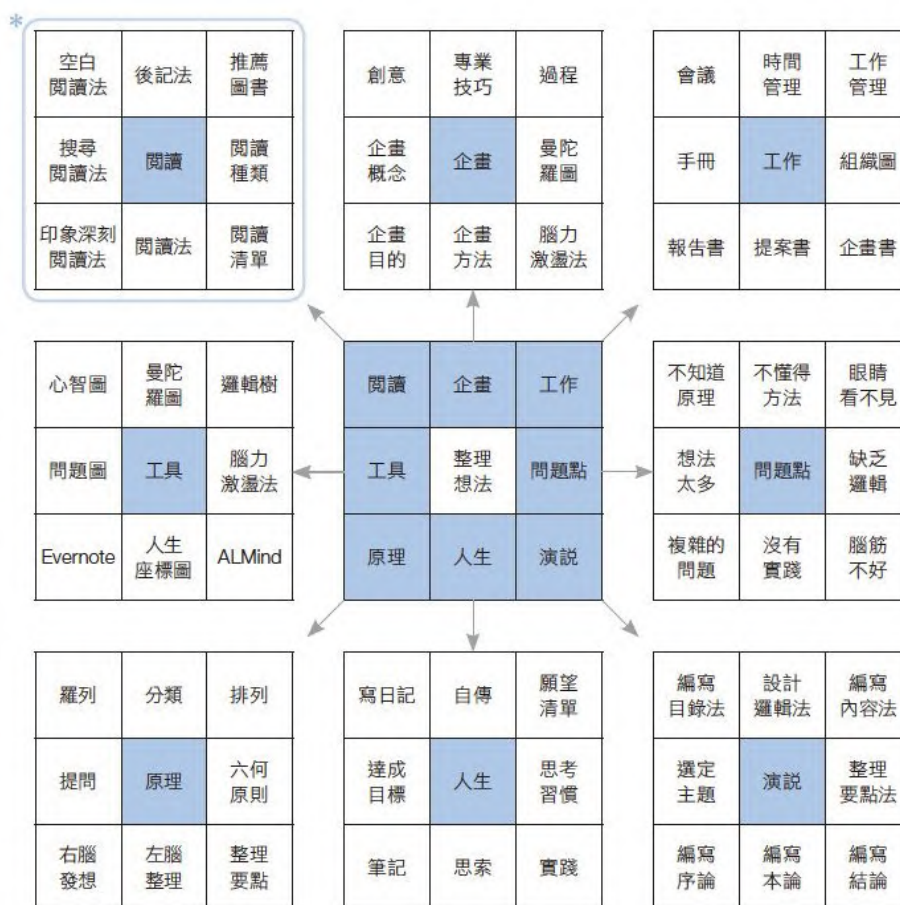 *
空白
閱讀法
後記法
推薦
圖書
搜尋
閱讀法
閱讀
閱讀
種類
印象深刻
閱讀法
閱讀法
閱讀
清單
創意
專業
技巧
過程
企畫
概念
企畫
曼陀
羅圖
企畫
目的
企畫
方法
腦力
激盪法
會議
時間
管理
工作
管理
手冊
工作
組織圖
報告書
提案書
企畫書
心智圖
曼陀
羅圖
邏輯樹
問題圖
工具
腦力
激盪法
Evernote
人生
座標圖
ALMind
閱讀
企畫
工作
工具
整理
想法
問題點
原理
人生
演說
不知道
原理
不懂得
方法
眼睛
看不見
想法
太多
問題點
缺乏
邏輯
複雜的
問題
沒有
實踐
腦筋
不好
羅列
分類
排列
提問
原理
六何
原則
右腦
發想
左腦
整理
整理
要點
寫日記
自傳
願望
清單
達成
目標
人生
思考
習慣
筆記
思索
實踐
編寫
目錄法
設計
邏輯法
編寫
內容法
選定
主題
演說
整理
要點法
編寫
序論
編寫
本論
編寫
結論